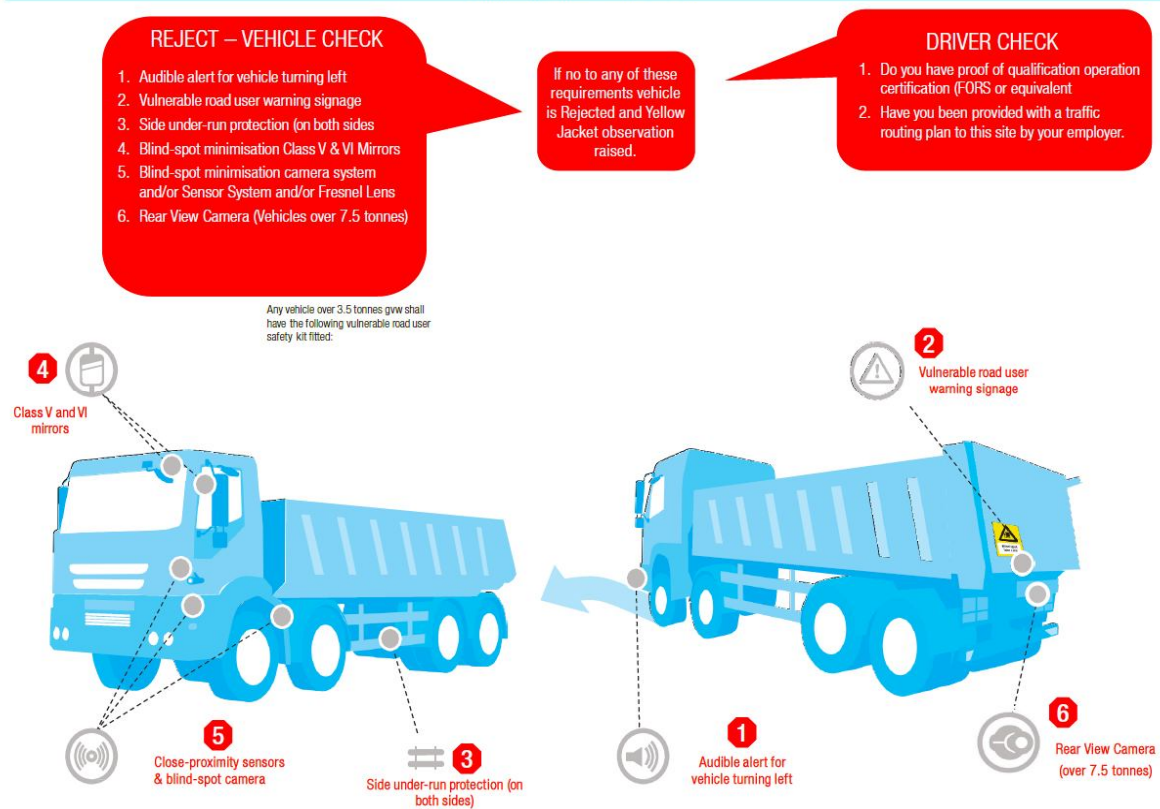 REJECT – VEHICLE CHECK
1. Audible alert for vehicle turning left
2. Vulnerable road user warning signage
3. Side under-run protection (on both sides
4. Blind-spot minimisation Class V & VI Mirrors
5. Blind-spot minimisation camera system
and/or Sensor System and/or Fresnel Lens
6. Rear View Camera (Vehicles over 7.5 tonnes)
If no to any of these
requirements vehicle
is Rejected and Yellow
Jacket observation
raised.
DRIVER CHECK
1. Do you have proof of qualification operation
certification (FORS or equivalent
2. Have you been provided with a traffic
routing plan to this site by your employer.
Any vehicle over 3.5 tonnes gvw shall
have the following vulnerable road user
safety kit fitted:
4
Class V and VI
mirrors
2
Vulnerable road user
warning signage
5
Close-proximity sensors
& blind-spot camera
3
Side under-run protection (on
both sides)
1
Audible alert for
vehicle turning left
6
Rear View Camera
(over 7.5 tonnes)